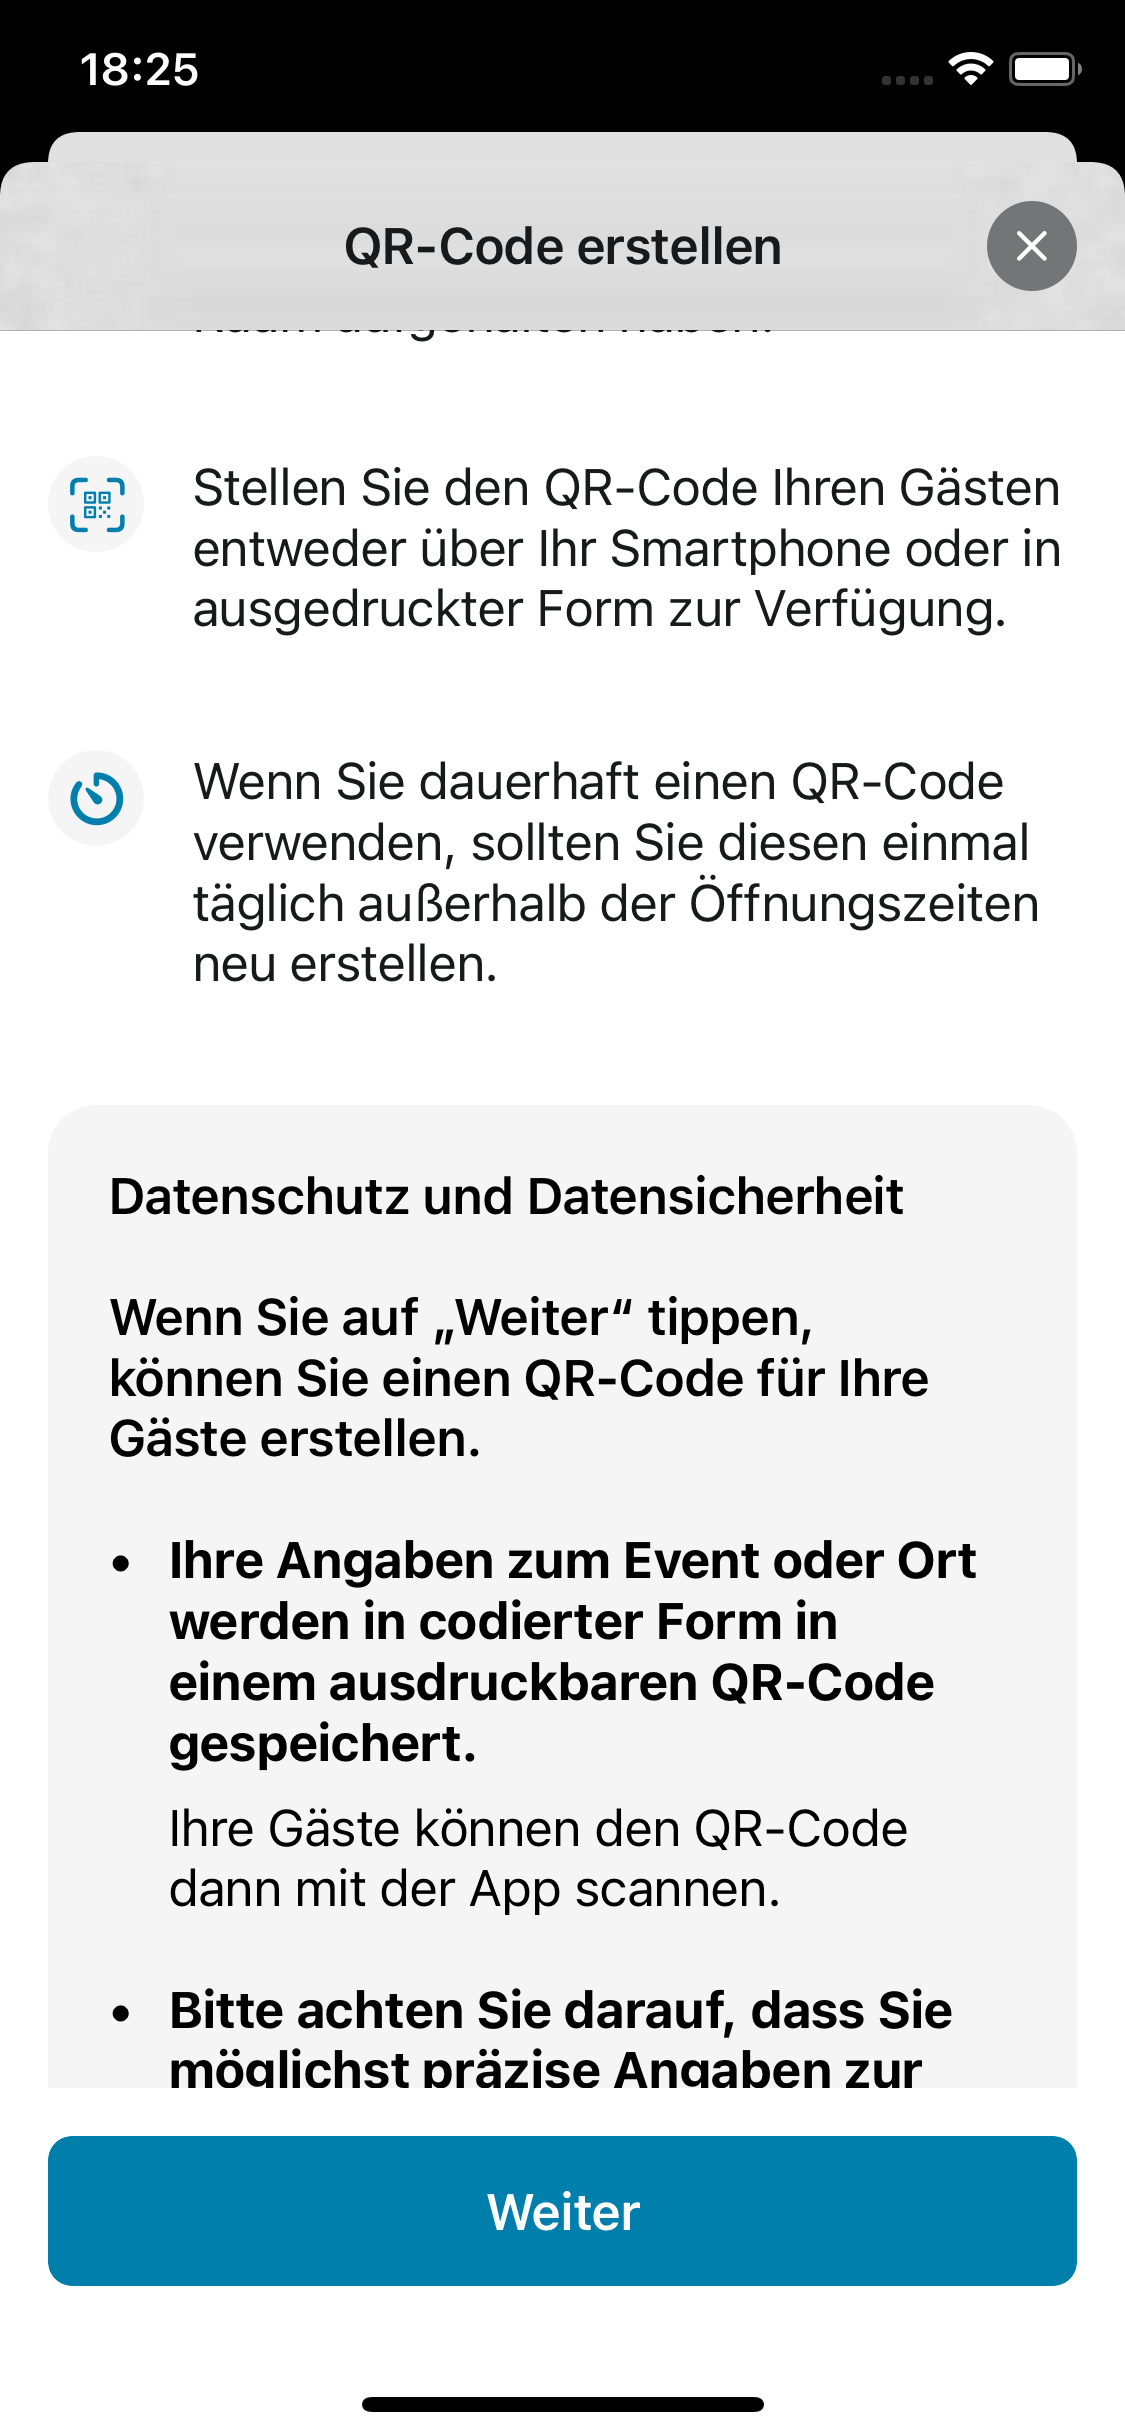 18:25
QR-Code erstellen
Stellen Sie den QR-Code Ihren Gästen
entweder über Ihr Smartphone oder in
ausgedruckter Form zur Verfügung.
Wenn Sie dauerhaft einen QR-Code
verwenden, sollten Sie diesen einmal
täglich außerhalb der Öffnungszeiten
neu erstellen.
Datenschutz und Datensicherheit
Wenn Sie auf „Weiter“ tippen,
können Sie einen QR-Code für Ihre
Gäste erstellen.
• Ihre Angaben zum Event oder Ort
werden in codierter Form in
einem ausdruckbaren QR-Code
gespeichert.
Ihre Gäste können den QR-Code
dann mit der App scannen.
• Bitte achten Sie darauf, dass Sie
möglichst präzise Angaben zur
Weiter